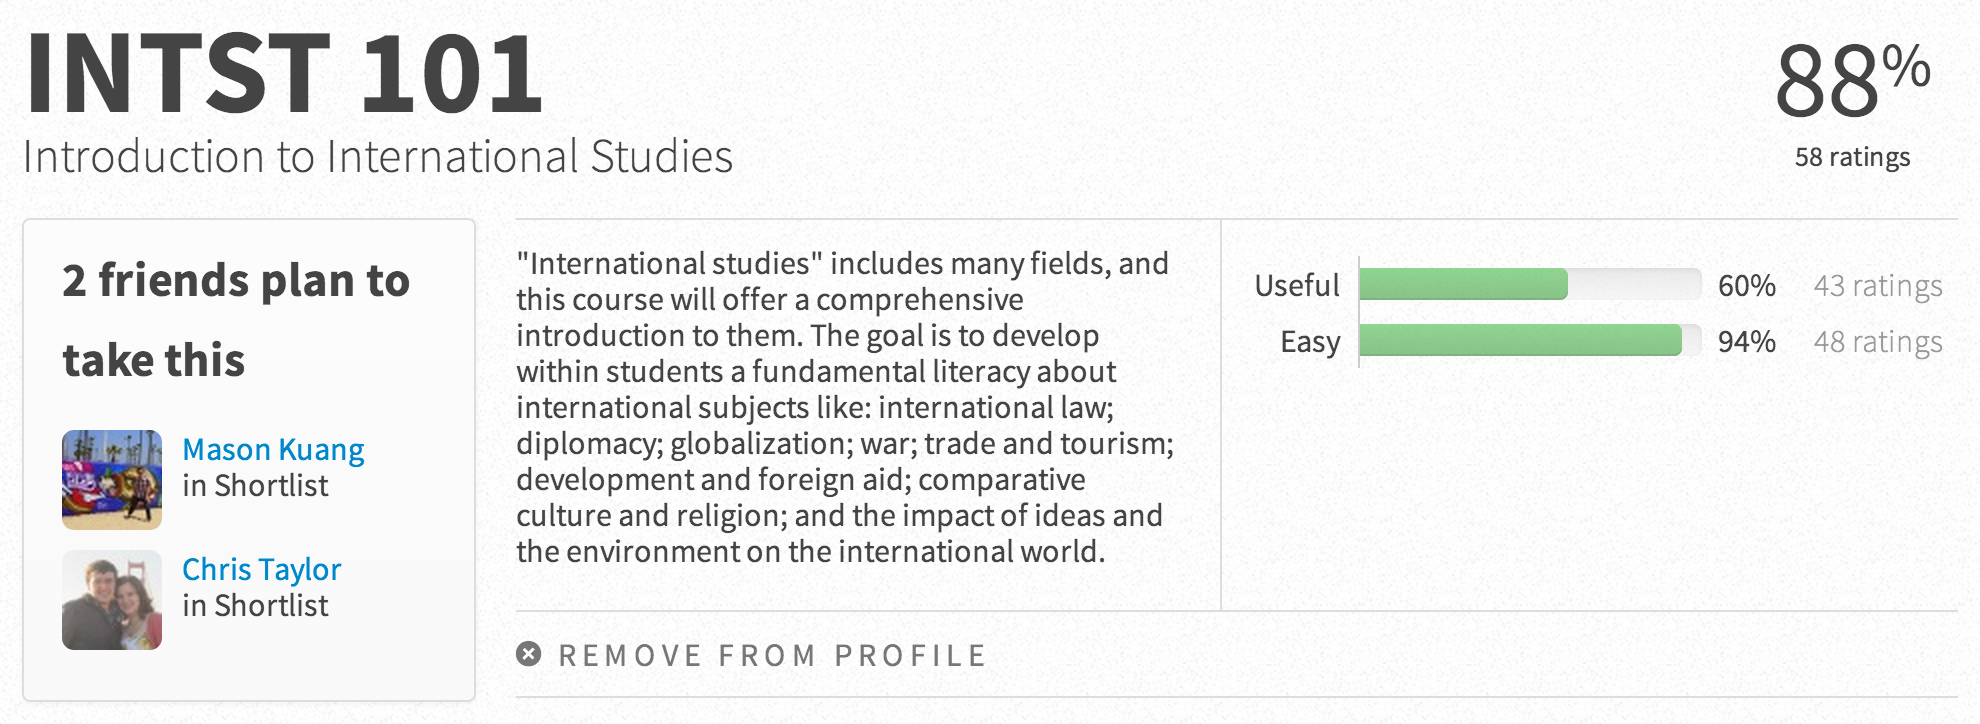 INTST 101
Introduction to International Studies
88%
58 ratings
2 friends plan to
take this
Mason Kuang
in Shortlist
Chris Taylor
in Shortlist
"International studies" includes many fields, and
this course will offer a comprehensive
introduction to them. The goal is to develop
within students a fundamental literacy about
international subjects like: international law;
diplomacy; globalization; war; trade and tourism;
development and foreign aid; comparative
culture and religion; and the impact of ideas and
the environment on the international world.
Useful 60% 43 ratings
Easy 94% 48 ratings
REMOVE FROM PROFILE